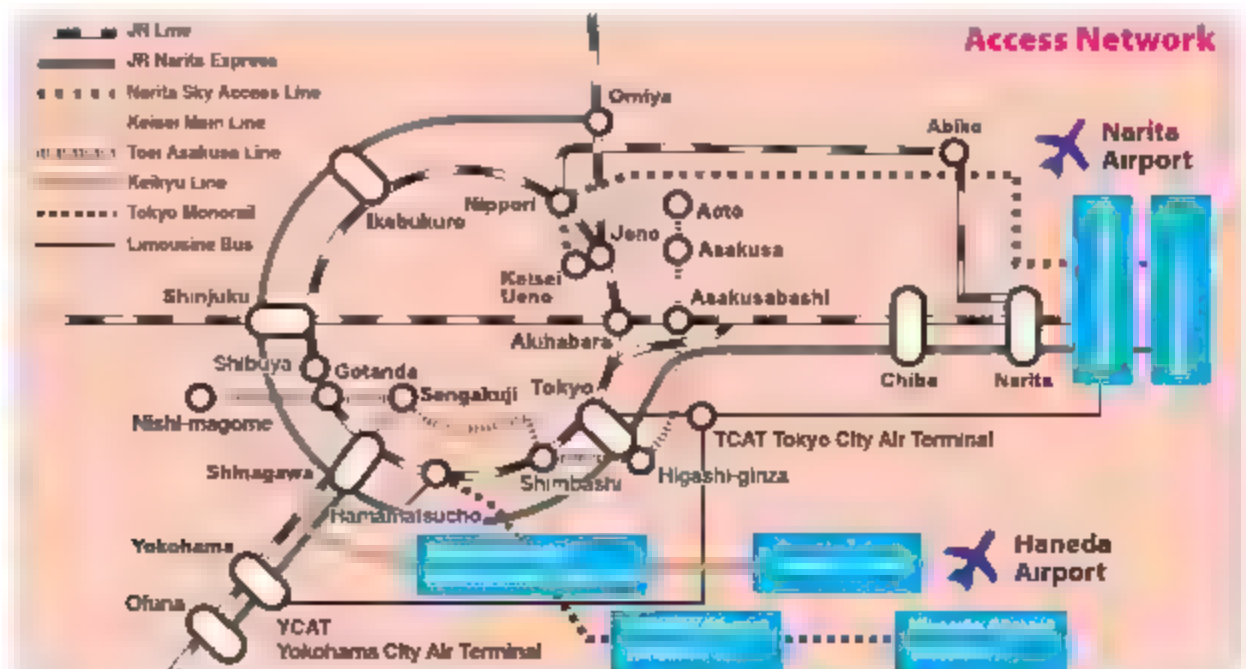 Access Network
JR Line
JR Narita Express
Narita Sky Access Line
Keisei Main Line
Toei Asakusa Line
Keikyu Line
Tokyo Monorail
Limousine Bus
Omiya
Abiko
Narita
Airport
Ikebukuro
Nippori
Aoto
Ueno
Asakusa
Keisei
Ueno
Shinjuku
Asakusabashi
Akihabara
Shibuya
Gotanda
Tokyo
Chiba
Narita
Sengakuji
Nishi-magome
TCAT Tokyo City Air Terminal
Shinagawa
Shimbashi
Higashi-ginza
Hamamatsucho
Yokohama
Haneda
Airport
Ofuna
YCAT
Yokohama City Air Terminal